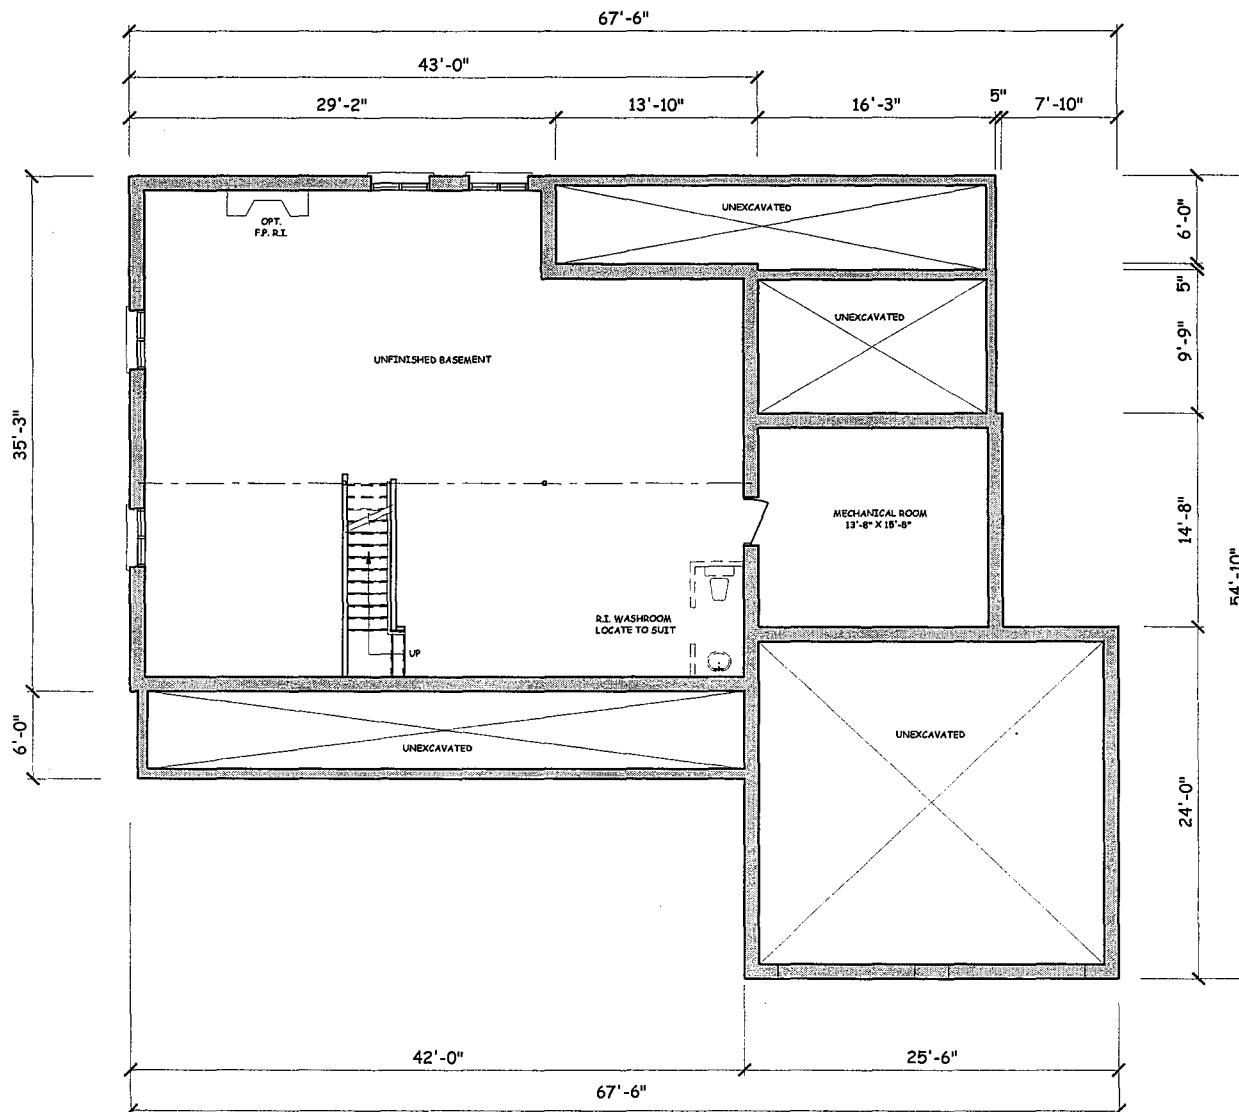 67'-6"
43'-0"
29'-2"
13'-10"
16'-3"
5"
7'-10"
UNEXCAVATED
6'-0"
OPT.
F.P. R.I.
5"
UNEXCAVATED
9'-9"
UNFINISHED BASEMENT
35'-3"
MECHANICAL ROOM
13'-8" X 15'-8"
14'-8"
54'-10"
R.I. WASHROOM
LOCATE TO SUIT
UP
6'-0"
UNEXCAVATED
UNEXCAVATED
24'-0"
42'-0"
25'-6"
67'-6"